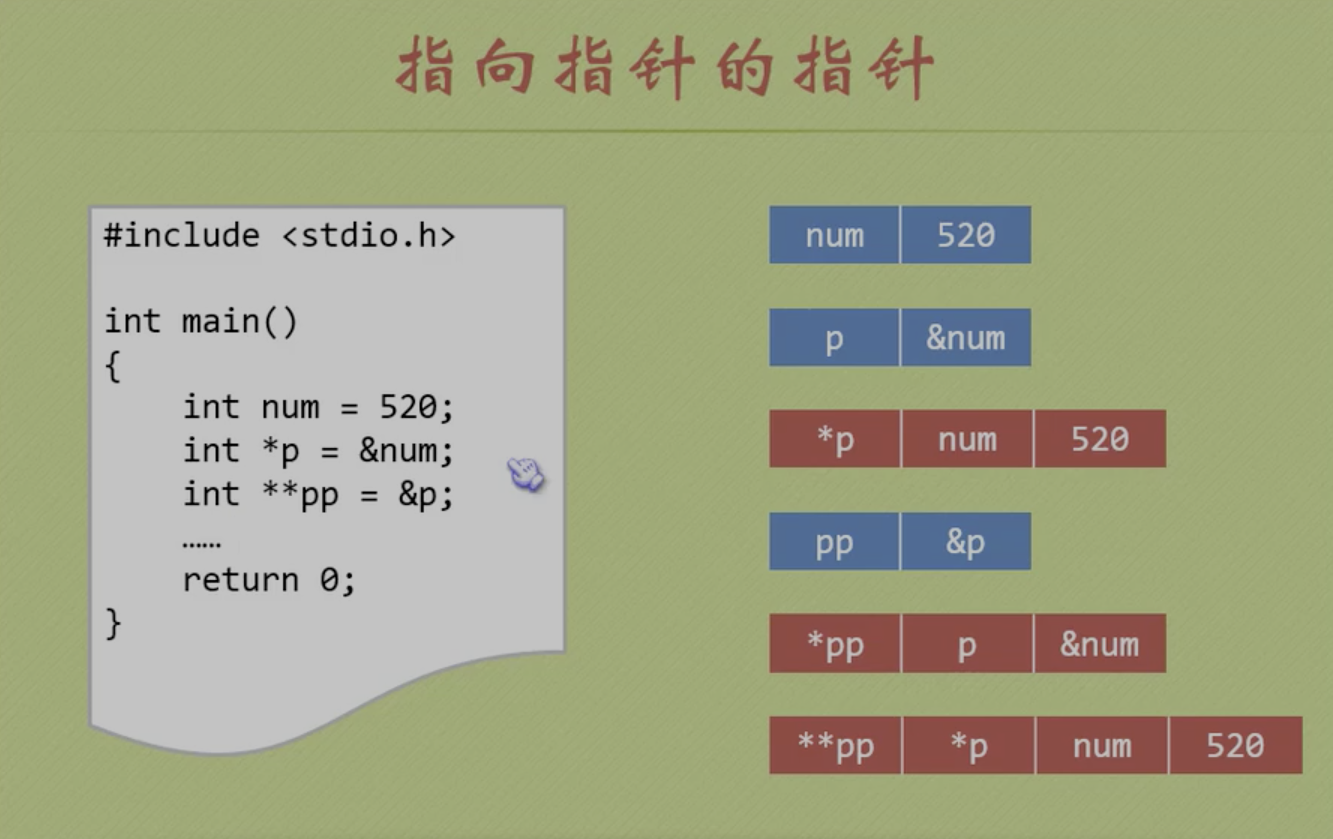 指向指针的指针
#include <stdio.h>
int main()
{
    int num = 520;
    int *p = &num;
    int **pp = &p;
    ……
    return 0;
}
num 520
p &num
*p num 520
pp &p
*pp p &num
**pp *p num 520